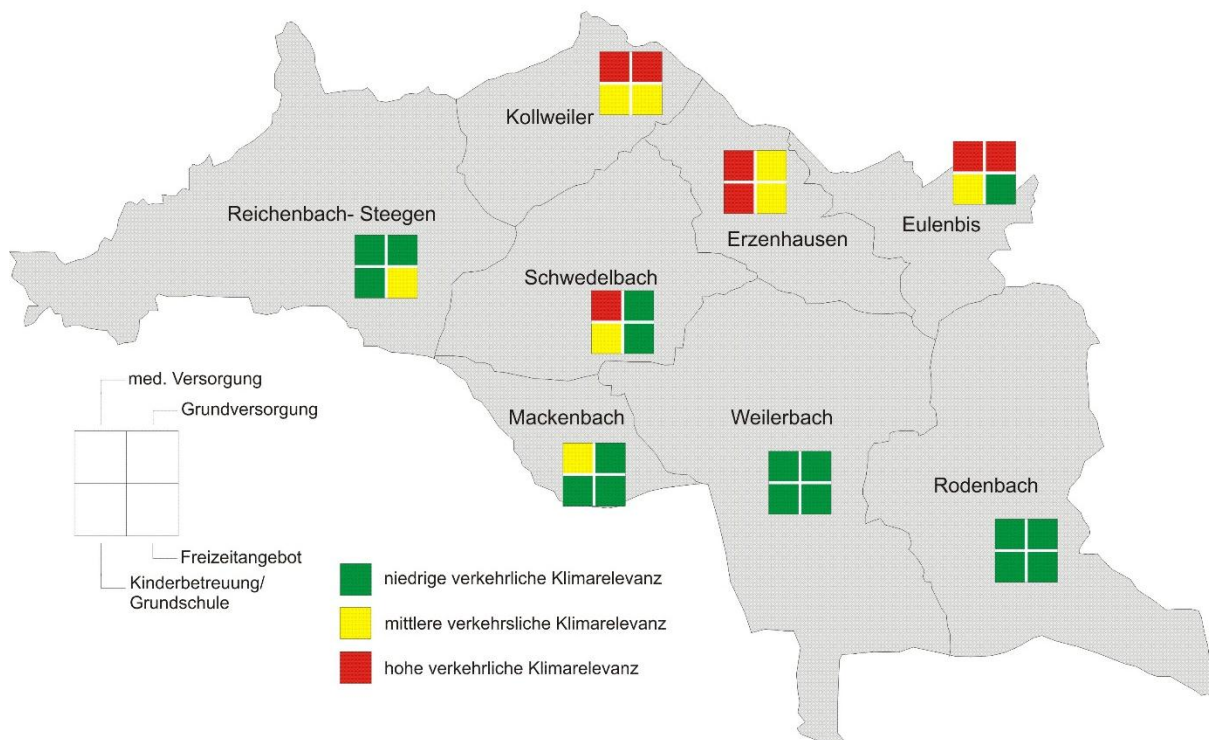 Kollweiler
Reichenbach- Steegen
Erzenhausen
Eulenbis
Schwedelbach
Mackenbach
Weilerbach
Rodenbach
med. Versorgung
Grundversorgung
Freizeitangebot
Kinderbetreuung/
Grundschule
niedrige verkehrliche Klimarelevanz
mittlere verkehrsliche Klimarelevanz
hohe verkehrliche Klimarelevanz